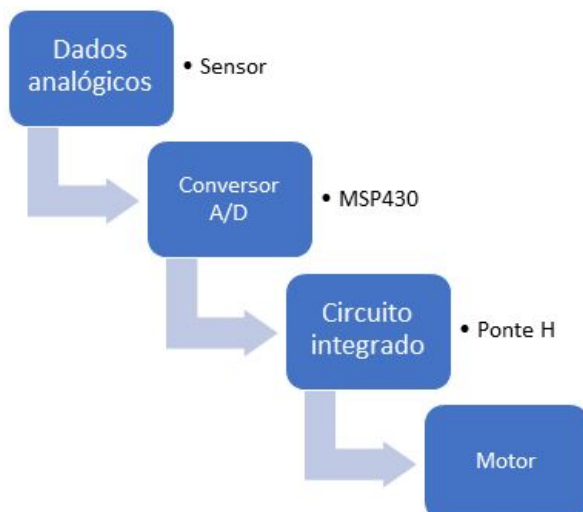 Dados
analógicos
• Sensor
Conversor
A/D
• MSP430
Circuito
integrado
• Ponte H
Motor